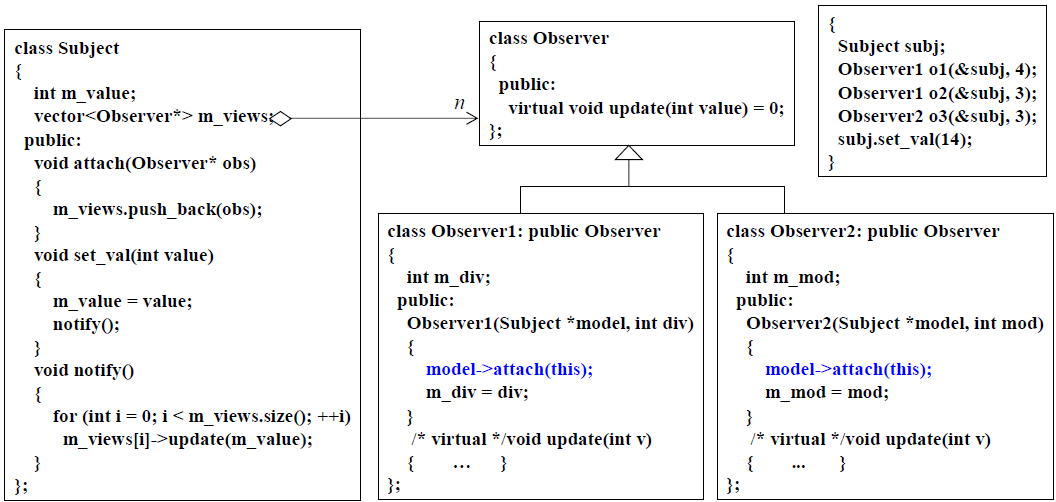 class Subject
{
int m_value;
vector<Observer*> m_views;
public:
void attach(Observer* obs)
{
m_views.push_back(obs);
}
void set_val(int value)
{
m_value = value;
notify();
}
void notify()
{
for (int i = 0; i < m_views.size(); ++i)
m_views[i]->update(m_value);
}
};
n
class Observer
{
public:
virtual void update(int value) = 0;
};
{
Subject subj;
Observer1 o1(&subj, 4);
Observer1 o2(&subj, 3);
Observer2 o3(&subj, 3);
subj.set_val(14);
}
class Observer1: public Observer
{
int m_div;
public:
Observer1(Subject *model, int div)
{
model->attach(this);
m_div = div;
}
/* virtual */void update(int v)
{ … }
};
class Observer2: public Observer
{
int m_mod;
public:
Observer2(Subject *model, int mod)
{
model->attach(this);
m_mod = mod;
}
/* virtual */void update(int v)
{ ... }
};